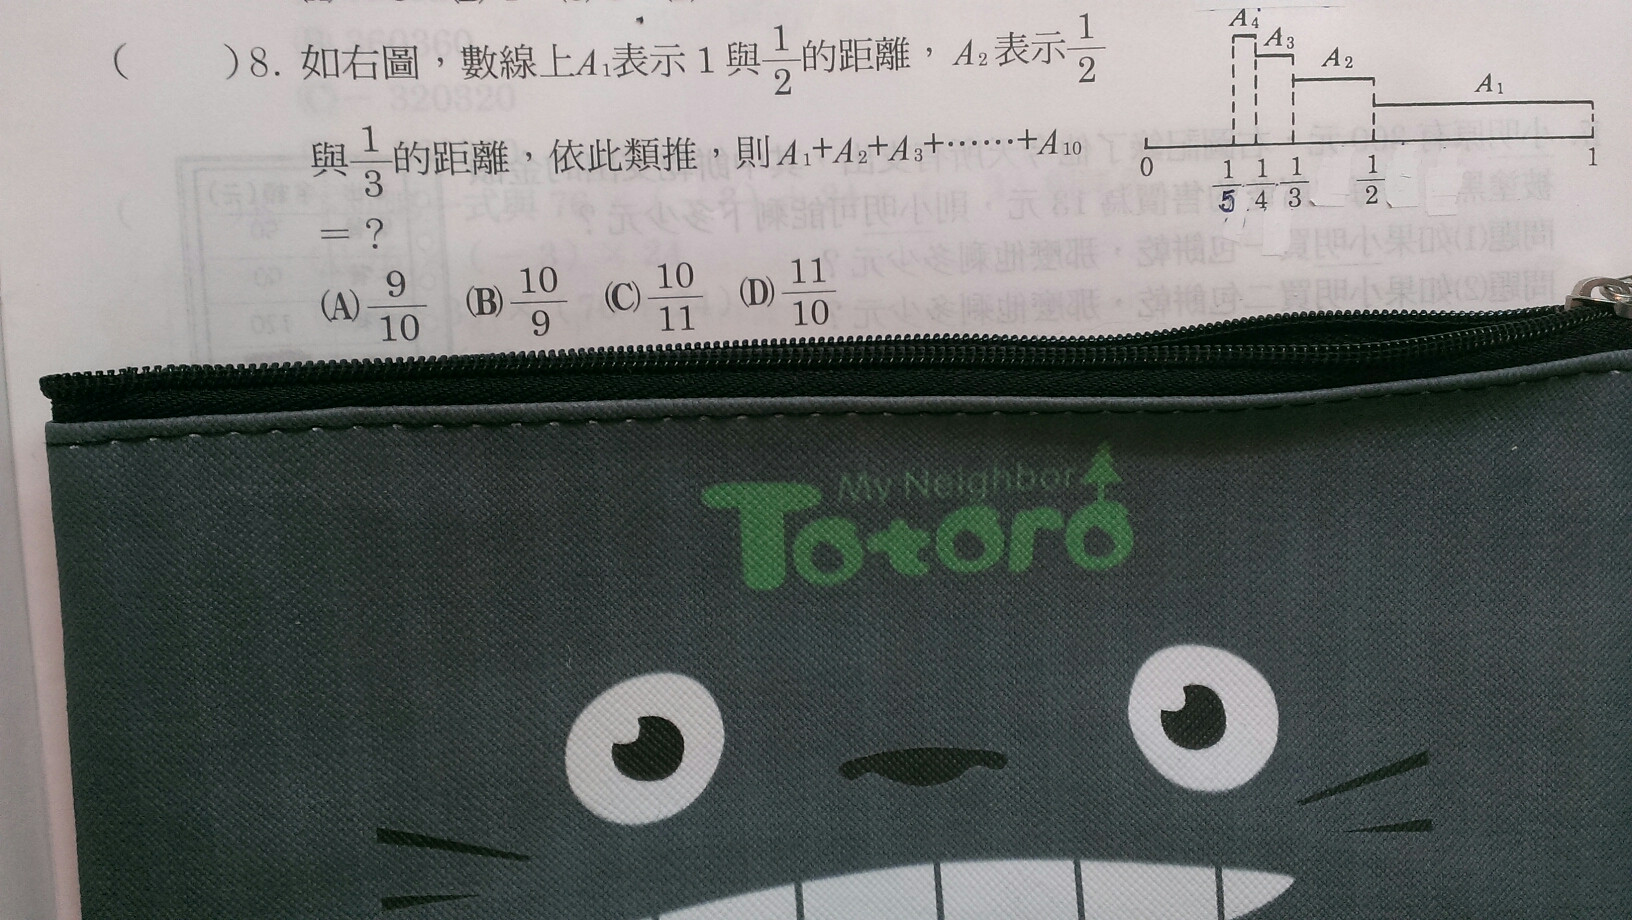 ( )8. 如右圖，數線上A₁表示 1 與 1/2 的距離，A₂表示 1/2
與 1/3 的距離，依此類推，則A₁+A₂+A₃+……+A₁₀
= ?
(A) 9/10 (B) 10/9 (C) 10/11 (D) 11/10
A₄ A₃ A₂ A₁
0 1/5 1/4 1/3 1/2 1
My Neighbor
Totoro